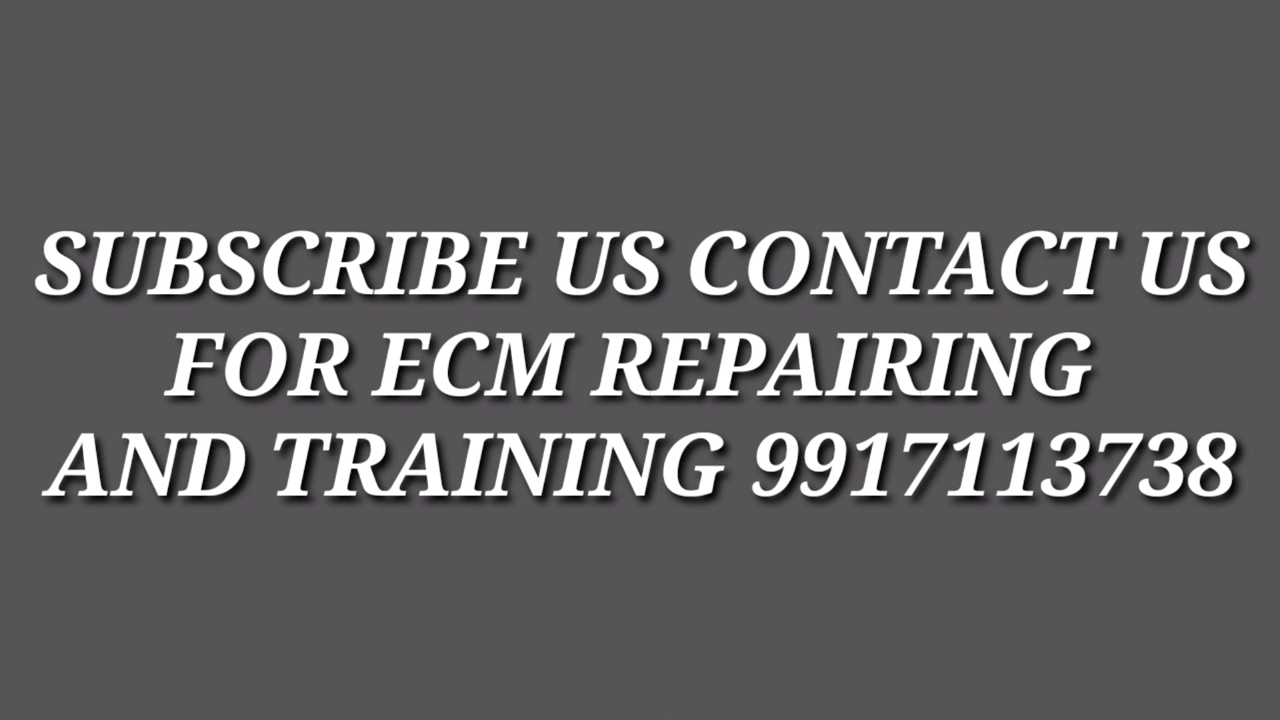 SUBSCRIBE US CONTACT US
FOR ECM REPAIRING
AND TRAINING 9917113738